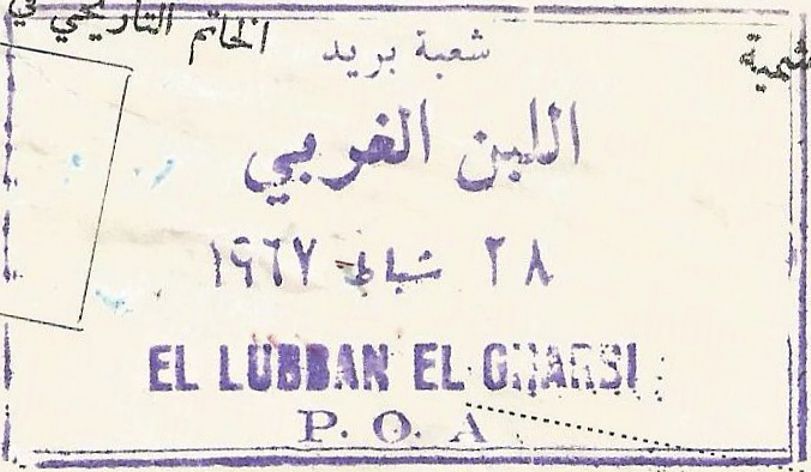 الخاتم التاريخي
شعبة بريد
اللبن الغربي
٢٨ شباط ١٩٦٧
EL LUBBAN EL GHARBI
P. O. A